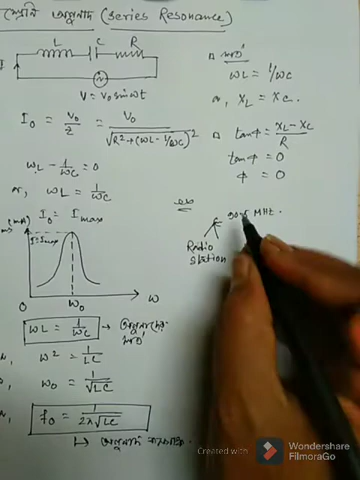 শ্রেণি অনুনাদ (Series Resonance)
L C R
V = V₀ sin ωt
I₀ = V₀/Z = V₀/√(R² + (ωL - 1/ωC)²)
ωL - 1/ωC = 0
or, ωL = 1/ωC
I₀ = Imax
I = Imax
0 ω₀ ω
ωL = 1/ωC → অনুনাদের শর্ত
ω² = 1/LC
ω₀ = 1/√LC
f₀ = 1/2π√LC
↳ অনুনাদ
□ শর্ত
ωL = 1/ωC
or, XL = XC.
□ tanφ = XL - XC/R
tanφ = 0
φ = 0
MHz.
Radio
station
Created with
Wondershare
FilmoraGo